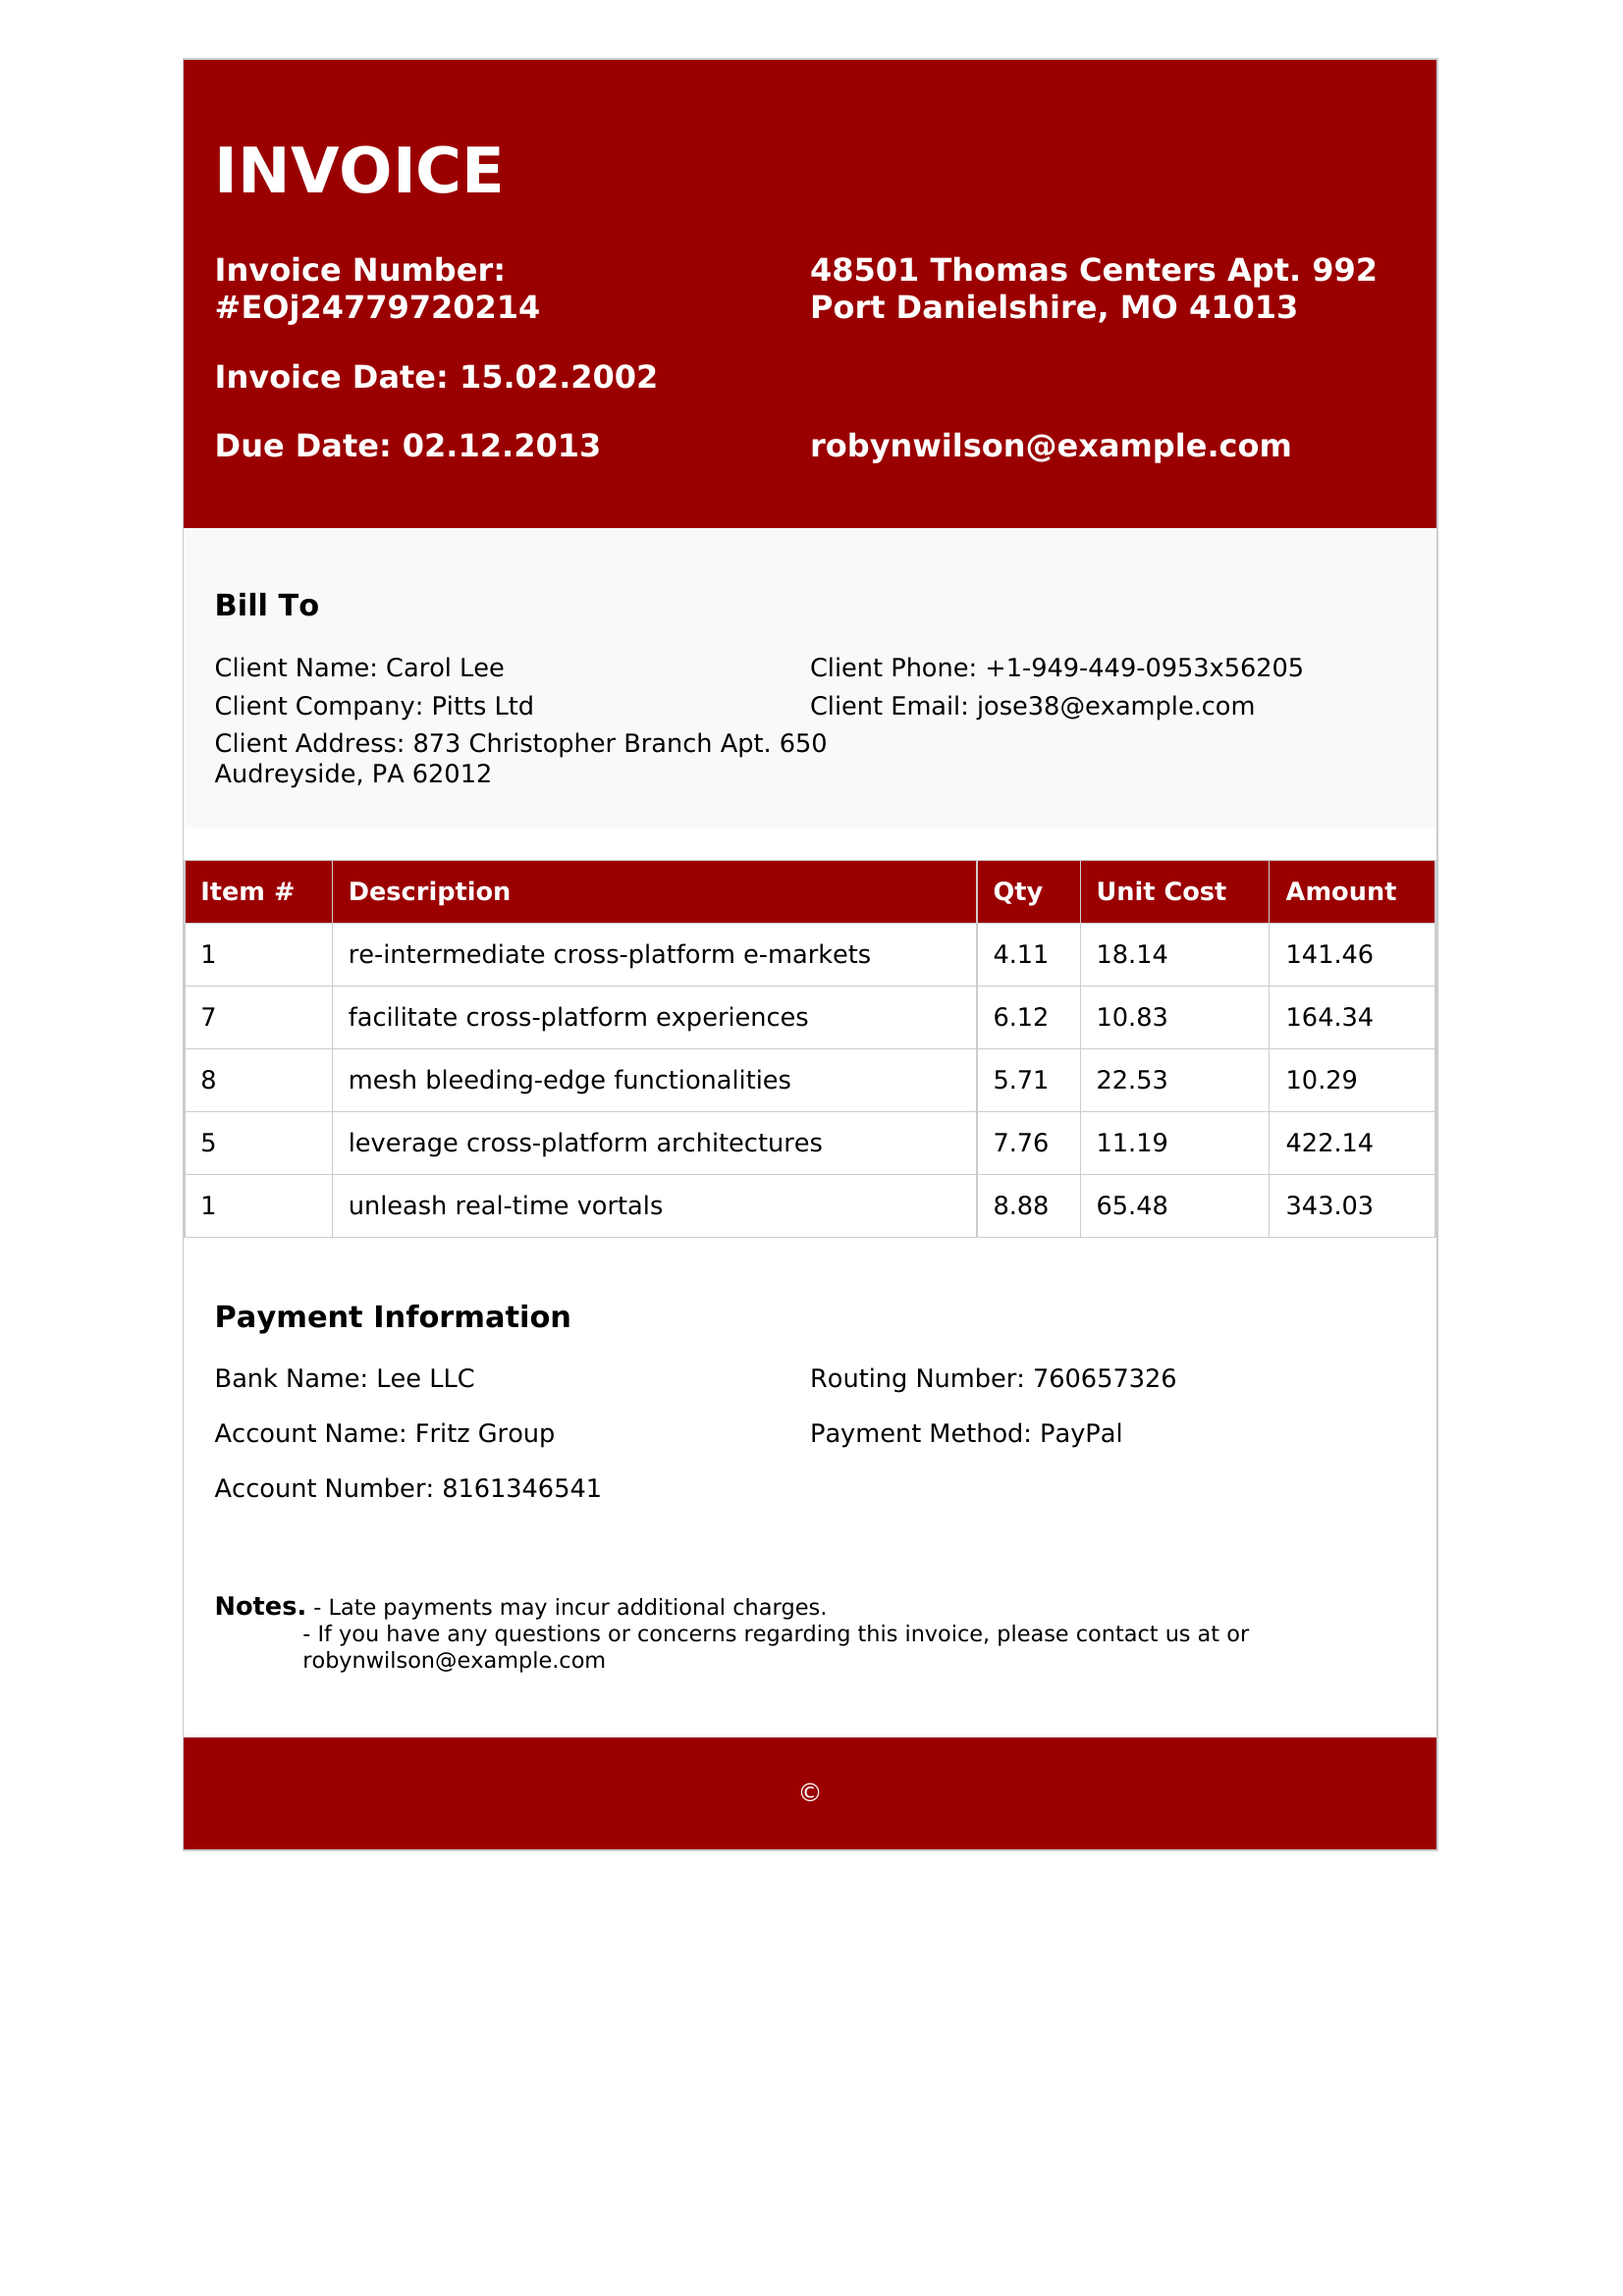 INVOICE
Invoice Number:
#EOj24779720214
48501 Thomas Centers Apt. 992
Port Danielshire, MO 41013
Invoice Date: 15.02.2002
Due Date: 02.12.2013
robynwilson@example.com
Bill To
Client Name: Carol Lee
Client Phone: +1-949-449-0953x56205
Client Company: Pitts Ltd
Client Email: jose38@example.com
Client Address: 873 Christopher Branch Apt. 650
Audreyside, PA 62012
Item # Description Qty Unit Cost Amount
1 re-intermediate cross-platform e-markets 4.11 18.14 141.46
7 facilitate cross-platform experiences 6.12 10.83 164.34
8 mesh bleeding-edge functionalities 5.71 22.53 10.29
5 leverage cross-platform architectures 7.76 11.19 422.14
1 unleash real-time vortals 8.88 65.48 343.03
Payment Information
Bank Name: Lee LLC
Routing Number: 760657326
Account Name: Fritz Group
Payment Method: PayPal
Account Number: 8161346541
Notes. - Late payments may incur additional charges.
- If you have any questions or concerns regarding this invoice, please contact us at or
robynwilson@example.com
©